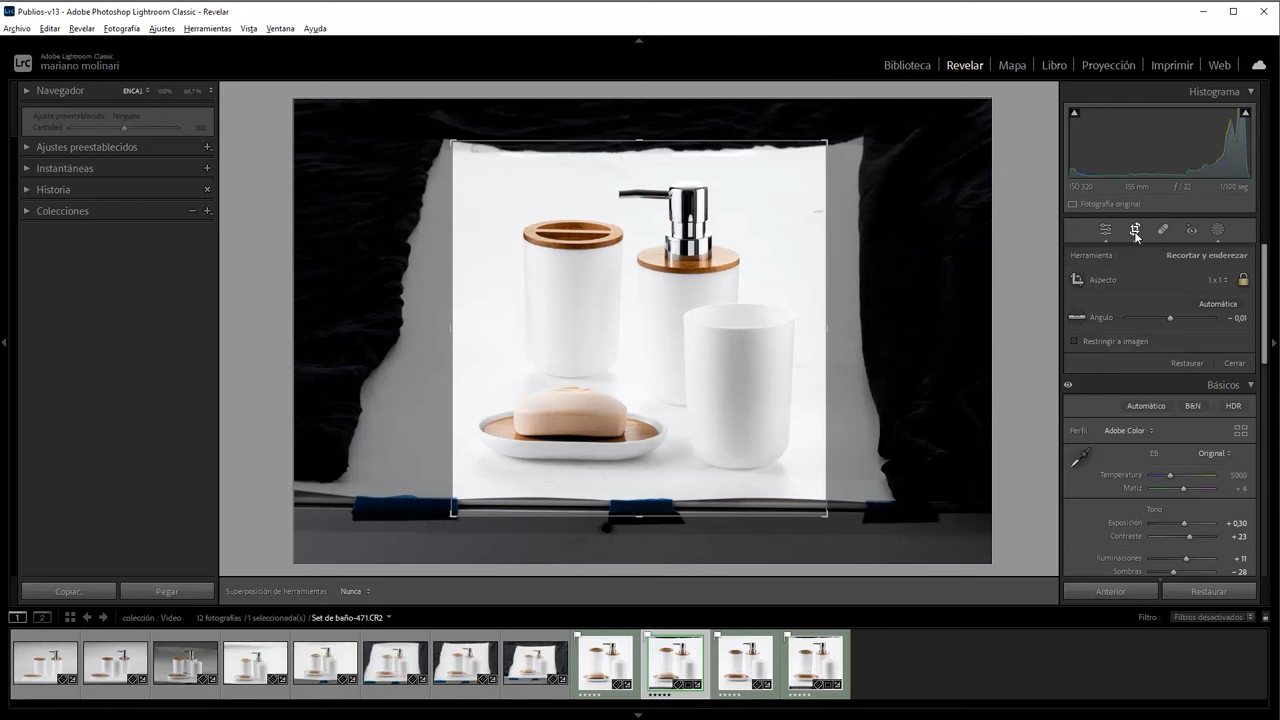 Publios-v13 - Adobe Photoshop Lightroom Classic - Revelar
Archivo Editar Revelar Fotografía Ajustes Herramientas Vista Ventana Ayuda
LrC
Adobe Lightroom Classic
mariano molinari
Biblioteca Revelar Mapa Libro Proyección Imprimir Web
Navegador ENCAJ. 100% 66,7%
Ajuste preestablecido: Ninguno
Cantidad 100
Ajustes preestablecidos
Instantáneas
Historia
Colecciones
Histograma
ISO 320 155 mm ƒ / 22 1/100 seg
Fotografía original
Herramienta : Recortar y enderezar
Aspecto: 1 x 1
Automática
Ángulo - 0,01
Restringir a imagen
Restaurar Cerrar
Básicos
Automático B&N HDR
Perfil Adobe Color
EB Original
Temperatura 5000
Matiz + 4
Tono
Exposición + 0,30
Contraste + 23
Iluminaciones + 11
Sombras - 28
Copiar... Pegar
Superposición de herramientas : Nunca
Anterior Restaurar
1 2 colección : Video 12 fotografías /1 seleccionada(s) / Set de baño-471.CR2
Filtro : Filtros desactivados